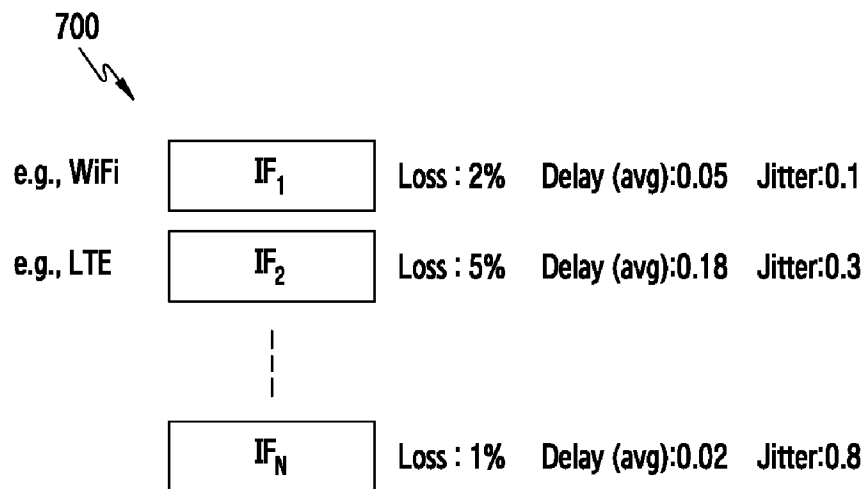 700
e.g., WiFi IF₁ Loss : 2% Delay (avg):0.05 Jitter:0.1
e.g., LTE IF₂ Loss : 5% Delay (avg):0.18 Jitter:0.3
IF_N Loss : 1% Delay (avg):0.02 Jitter:0.8